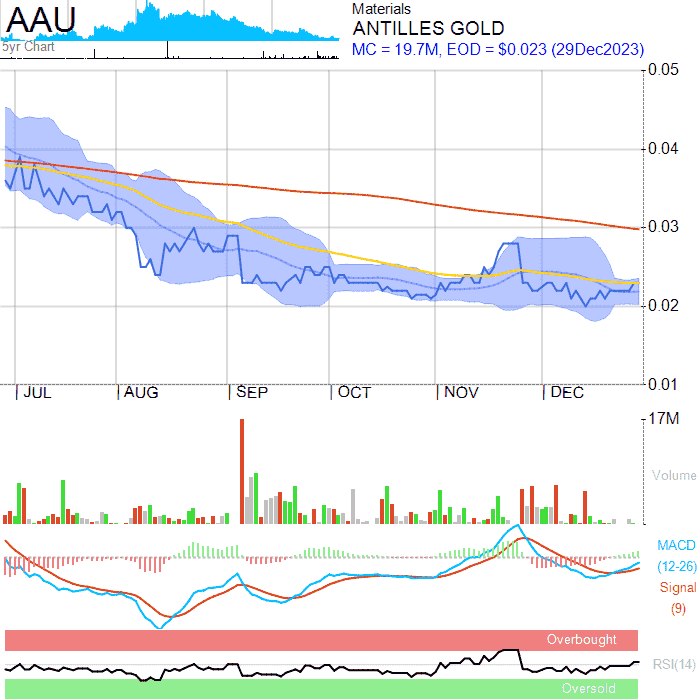 AAU
5yr Chart
Materials
ANTILLES GOLD
MC = 19.7M, EOD = $0.023 (29Dec2023)
0.05
0.04
0.03
0.02
0.01
JUL AUG SEP OCT NOV DEC
17M
Volume
MACD
(12-26)
Signal
(9)
Overbought
RSI(14)
Oversold